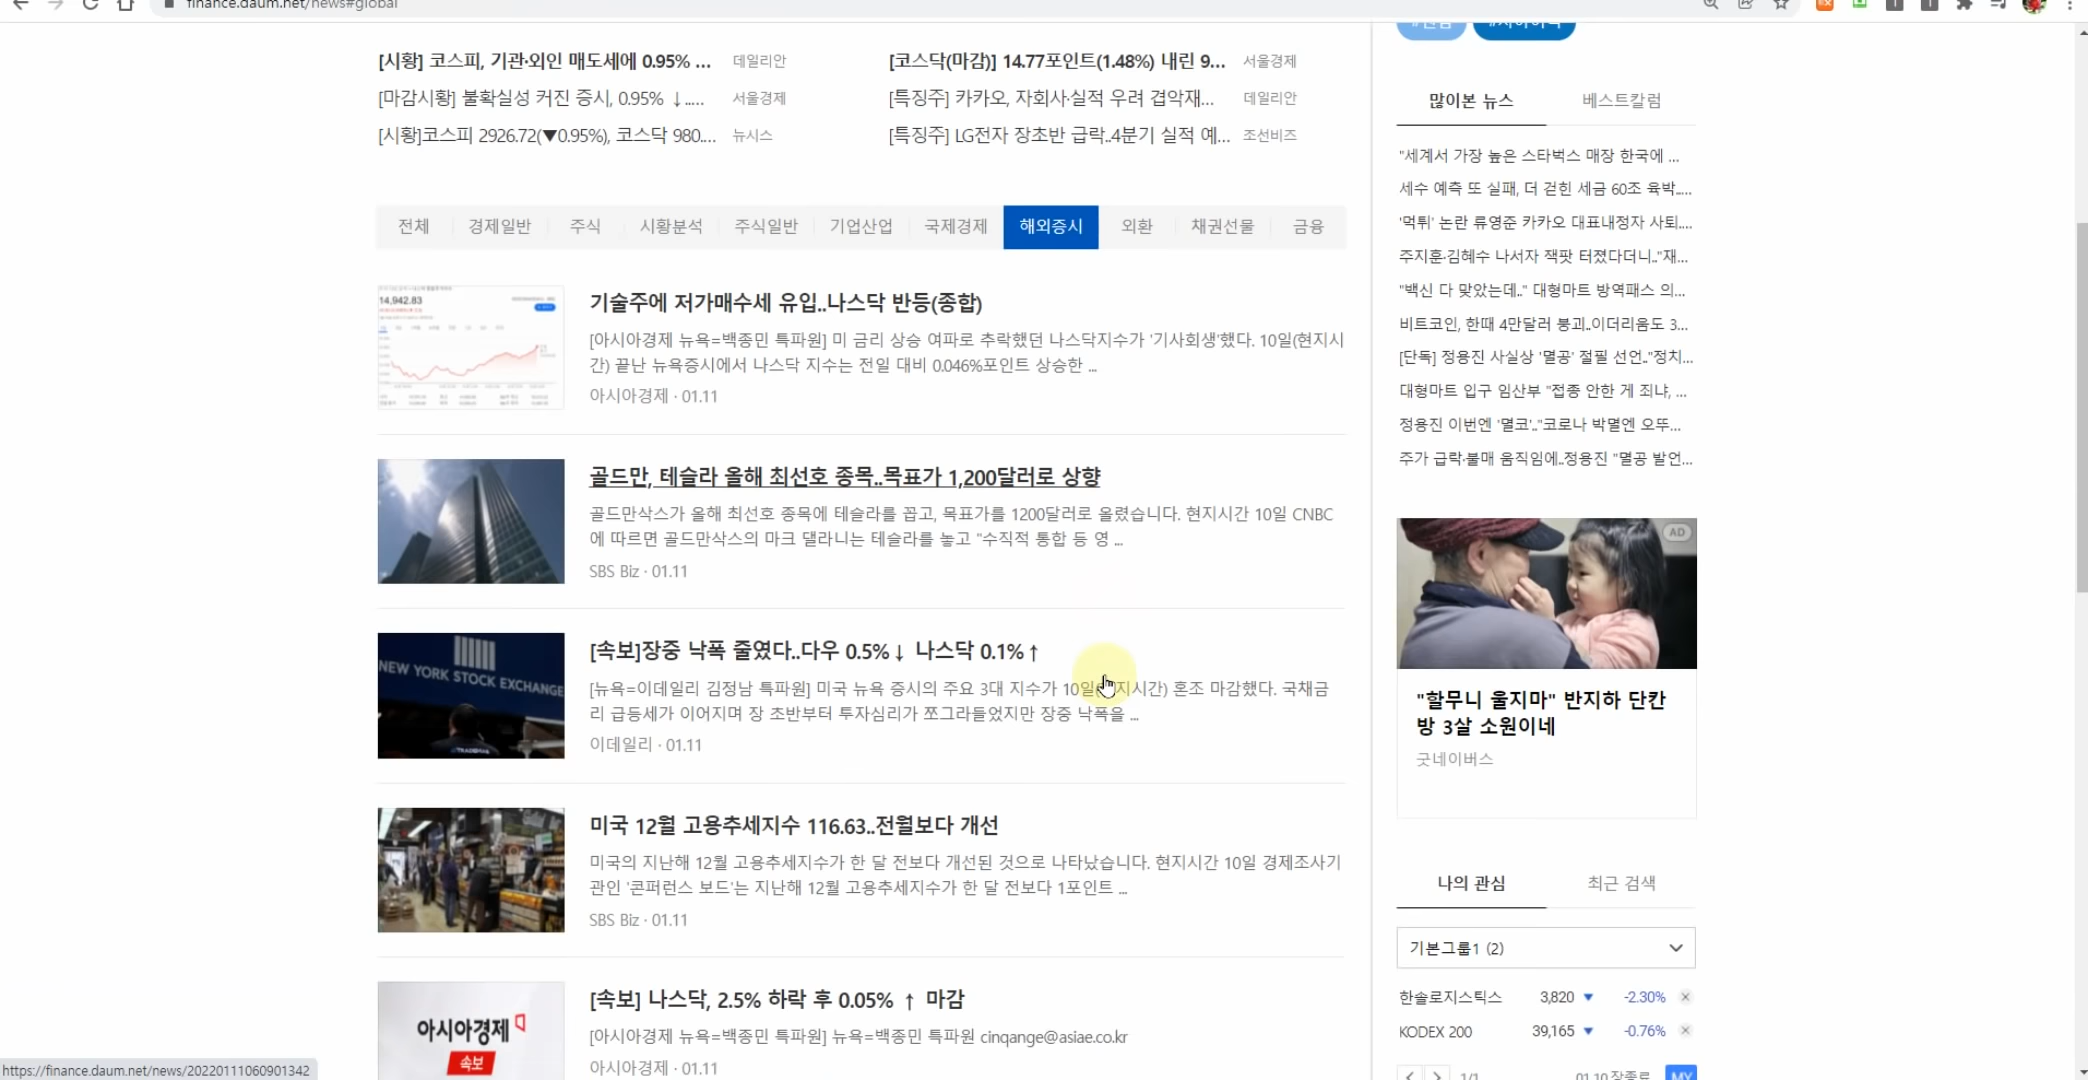 finance.daum.net/news#global
[시황] 코스피, 기관·외인 매도세에 0.95% ... 데일리안
[마감시황] 불확실성 커진 증시, 0.95% ↓..... 서울경제
[시황]코스피 2926.72(▼0.95%), 코스닥 980.... 뉴시스
[코스닥(마감)] 14.77포인트(1.48%) 내린 9... 서울경제
[특징주] 카카오, 자회사·실적 우려 겹악재... 데일리안
[특징주] LG전자 장초반 급락..4분기 실적 예... 조선비즈
전체 경제일반 주식 시황분석 주식일반 기업산업 국제경제 해외증시 외환 채권선물 금융
14,942.83
기술주에 저가매수세 유입..나스닥 반등(종합)
[아시아경제 뉴욕=백종민 특파원] 미 금리 상승 여파로 추락했던 나스닥지수가 '기사회생'했다. 10일(현지시
간) 끝난 뉴욕증시에서 나스닥 지수는 전일 대비 0.046%포인트 상승한 ...
아시아경제 · 01.11
골드만, 테슬라 올해 최선호 종목..목표가 1,200달러로 상향
골드만삭스가 올해 최선호 종목에 테슬라를 꼽고, 목표가를 1200달러로 올렸습니다. 현지시간 10일 CNBC
에 따르면 골드만삭스의 마크 댈라니는 테슬라를 놓고 "수직적 통합 등 영 ...
SBS Biz · 01.11
NEW YORK STOCK EXCHANGE
[속보]장중 낙폭 줄였다..다우 0.5%↓ 나스닥 0.1%↑
[뉴욕=이데일리 김정남 특파원] 미국 뉴욕 증시의 주요 3대 지수가 10일(현지시간) 혼조 마감했다. 국채금
리 급등세가 이어지며 장 초반부터 투자심리가 쪼그라들었지만 장중 낙폭을 ...
이데일리 · 01.11
미국 12월 고용추세지수 116.63..전월보다 개선
미국의 지난해 12월 고용추세지수가 한 달 전보다 개선된 것으로 나타났습니다. 현지시간 10일 경제조사기
관인 '콘퍼런스 보드'는 지난해 12월 고용추세지수가 한 달 전보다 1포인트 ...
SBS Biz · 01.11
아시아경제
속보
[속보] 나스닥, 2.5% 하락 후 0.05% ↑ 마감
[아시아경제 뉴욕=백종민 특파원] 뉴욕=백종민 특파원 cinqange@asiae.co.kr
아시아경제 · 01.11
많이본 뉴스 베스트칼럼
"세계서 가장 높은 스타벅스 매장 한국에 ...
세수 예측 또 실패, 더 걷힌 세금 60조 육박.....
'먹튀' 논란 류영준 카카오 대표내정자 사퇴....
주지훈·김혜수 나서자 잭팟 터졌다더니.."재...
"백신 다 맞았는데.." 대형마트 방역패스 의...
비트코인, 한때 4만달러 붕괴..이더리움도 3...
[단독] 정용진 사실상 '멸공' 절필 선언.."정치...
대형마트 입구 임산부 "접종 안한 게 죄냐, ...
정용진 이번엔 '멸코'.."코로나 박멸엔 오뚜...
주가 급락·불매 움직임에..정용진 "멸공 발언...
AD
"할무니 울지마" 반지하 단칸
방 3살 소원이네
굿네이버스
나의 관심 최근 검색
기본그룹1 (2)
한솔로지스틱스 3,820 ▼ -2.30% ×
KODEX 200 39,165 ▼ -0.76% ×
1/1 01.10 장종료 MY
https://finance.daum.net/news/20220111060901342